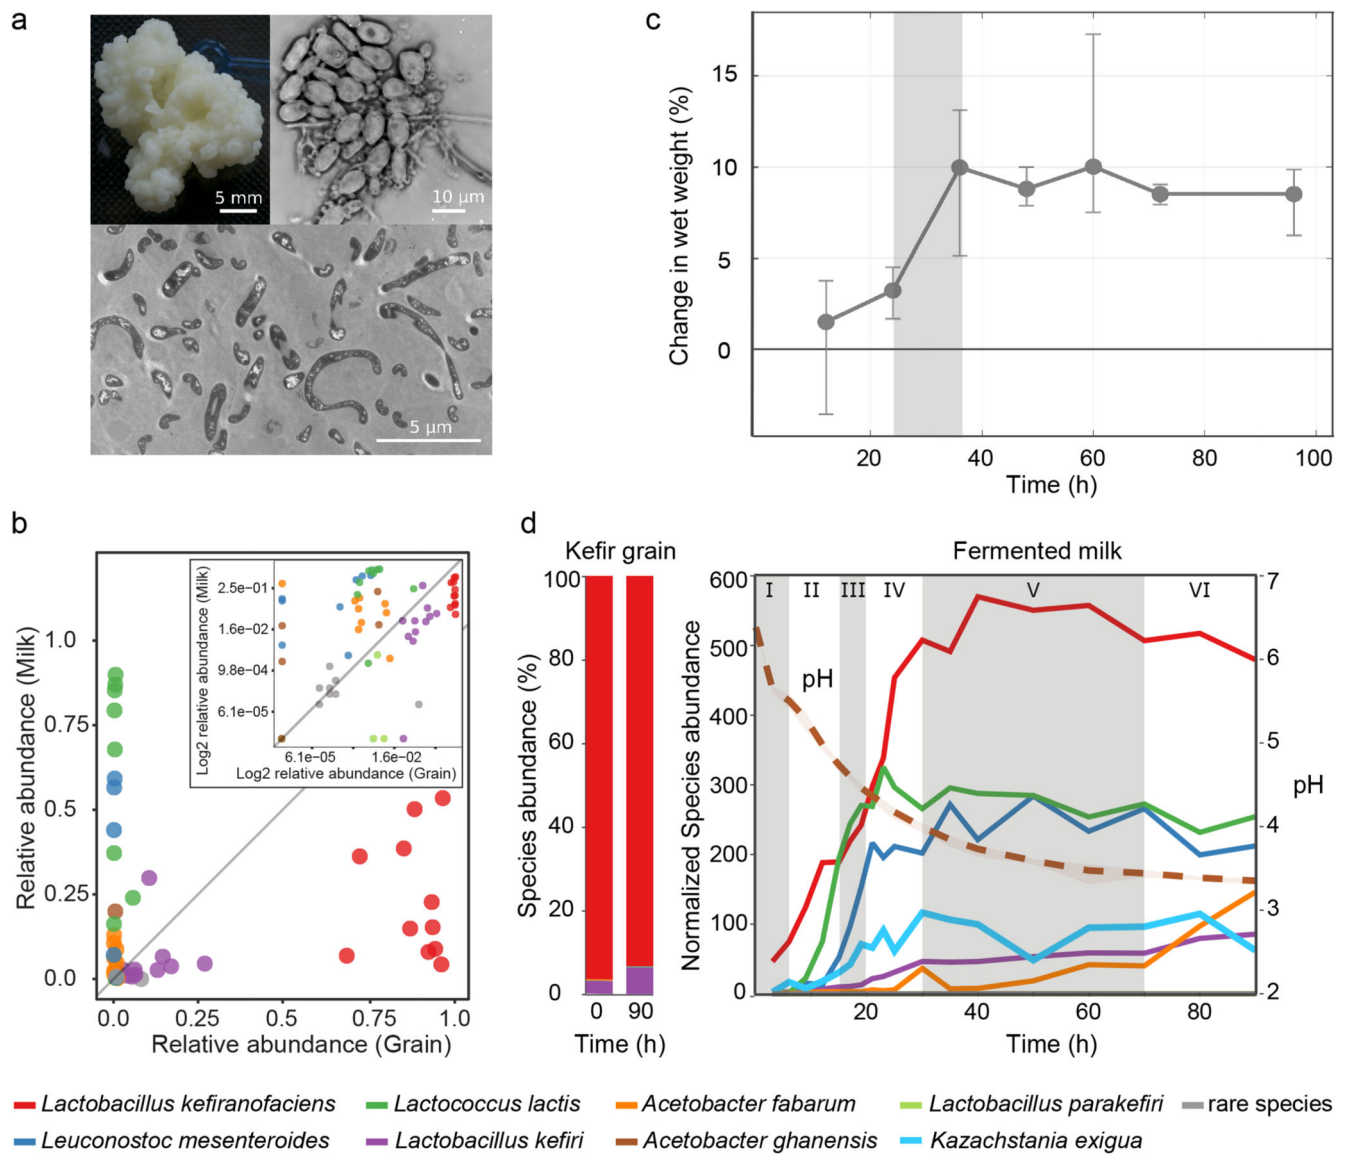 a
5 mm
10 µm
5 µm
c
Change in wet weight (%)
15
10
5
0
20
40
60
80
100
Time (h)
b
Relative abundance (Milk)
1.0
0.75
0.5
0.25
0.0
0.0
0.25
0.5
0.75
1.0
Relative abundance (Grain)
Log2 relative abundance (Milk)
2.5e-01
1.6e-02
9.8e-04
6.1e-05
6.1e-05
1.6e-02
Log2 relative abundance (Grain)
d
Kefir grain
Species abundance (%)
100
80
60
40
20
0
0
90
Time (h)
Fermented milk
Normalized Species abundance
600
500
400
300
200
100
0
I
II
III
IV
V
VI
pH
7
6
5
4
3
2
pH
20
40
60
80
Time (h)
Lactobacillus kefiranofaciens
Lactococcus lactis
Acetobacter fabarum
Lactobacillus parakefiri
rare species
Leuconostoc mesenteroides
Lactobacillus kefiri
Acetobacter ghanensis
Kazachstania exigua